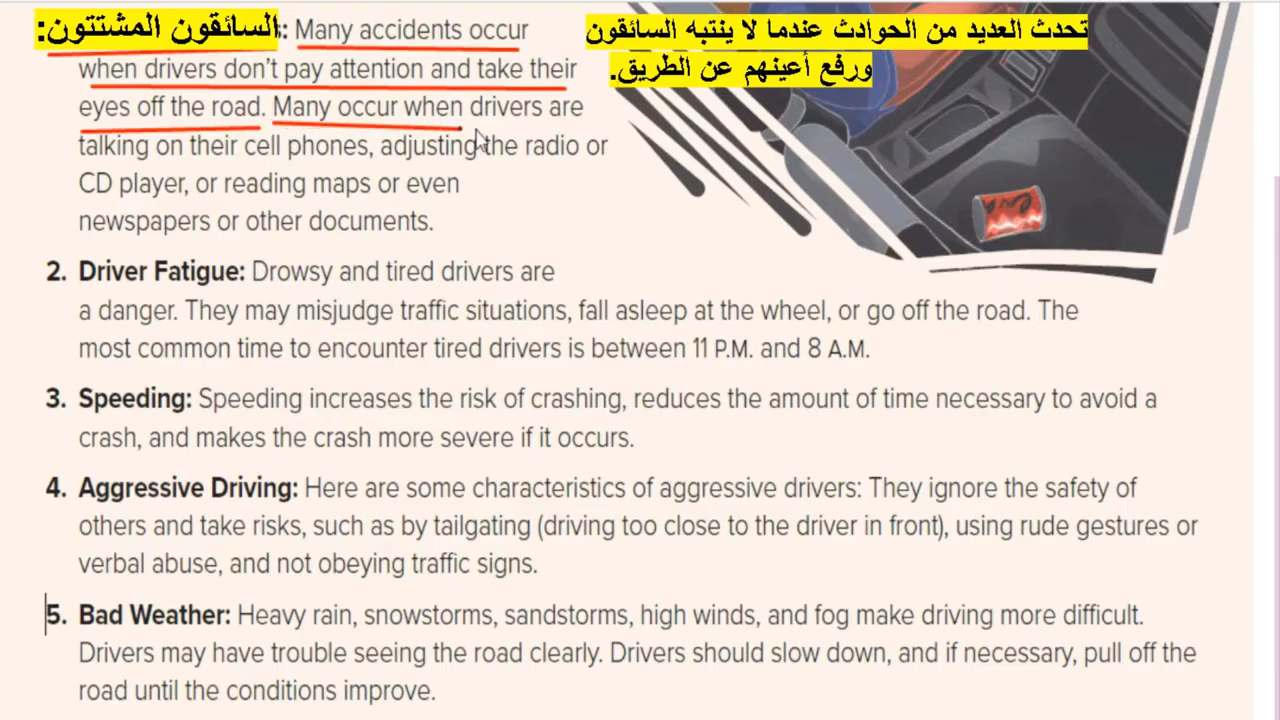 السائقون المشتتون:
: Many accidents occur
تحدث العديد من الحوادث عندما لا ينتبه السائقون
ورفع أعينهم عن الطريق.
when drivers don't pay attention and take their
eyes off the road. Many occur when drivers are
talking on their cell phones, adjusting the radio or
CD player, or reading maps or even
newspapers or other documents.
2. Driver Fatigue: Drowsy and tired drivers are
a danger. They may misjudge traffic situations, fall asleep at the wheel, or go off the road. The
most common time to encounter tired drivers is between 11 P.M. and 8 A.M.
3. Speeding: Speeding increases the risk of crashing, reduces the amount of time necessary to avoid a
crash, and makes the crash more severe if it occurs.
4. Aggressive Driving: Here are some characteristics of aggressive drivers: They ignore the safety of
others and take risks, such as by tailgating (driving too close to the driver in front), using rude gestures or
verbal abuse, and not obeying traffic signs.
5. Bad Weather: Heavy rain, snowstorms, sandstorms, high winds, and fog make driving more difficult.
Drivers may have trouble seeing the road clearly. Drivers should slow down, and if necessary, pull off the
road until the conditions improve.